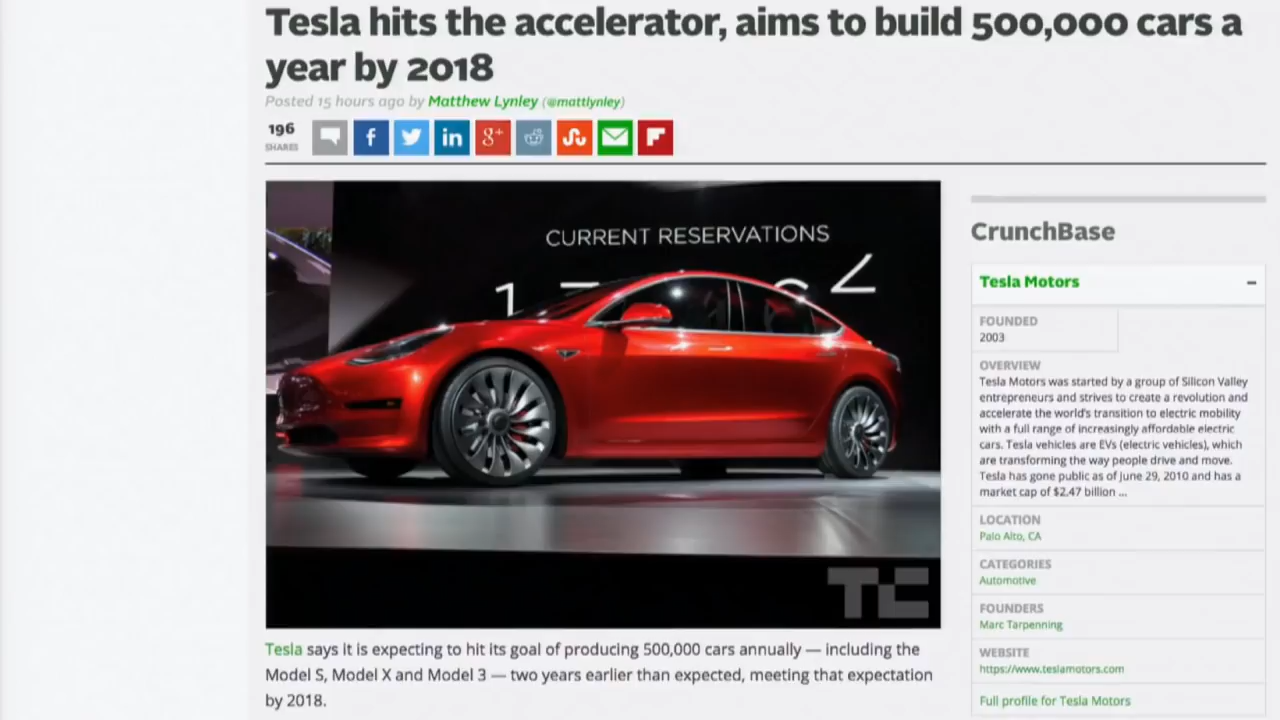 Tesla hits the accelerator, aims to build 500,000 cars a
year by 2018
Posted 15 hours ago by Matthew Lynley (@mattlynley)
196
SHARES
f
in
g+
CURRENT RESERVATIONS
TC
Tesla says it is expecting to hit its goal of producing 500,000 cars annually — including the
Model S, Model X and Model 3 — two years earlier than expected, meeting that expectation
by 2018.
CrunchBase
Tesla Motors
FOUNDED
2003
OVERVIEW
Tesla Motors was started by a group of Silicon Valley
entrepreneurs and strives to create a revolution and
accelerate the world's transition to electric mobility
with a full range of increasingly affordable electric
cars. Tesla vehicles are EVs (electric vehicles), which
are transforming the way people drive and move.
Tesla has gone public as of June 29, 2010 and has a
market cap of $2.47 billion ...
LOCATION
Palo Alto, CA
CATEGORIES
Automotive
FOUNDERS
Marc Tarpenning
WEBSITE
https://www.teslamotors.com
Full profile for Tesla Motors